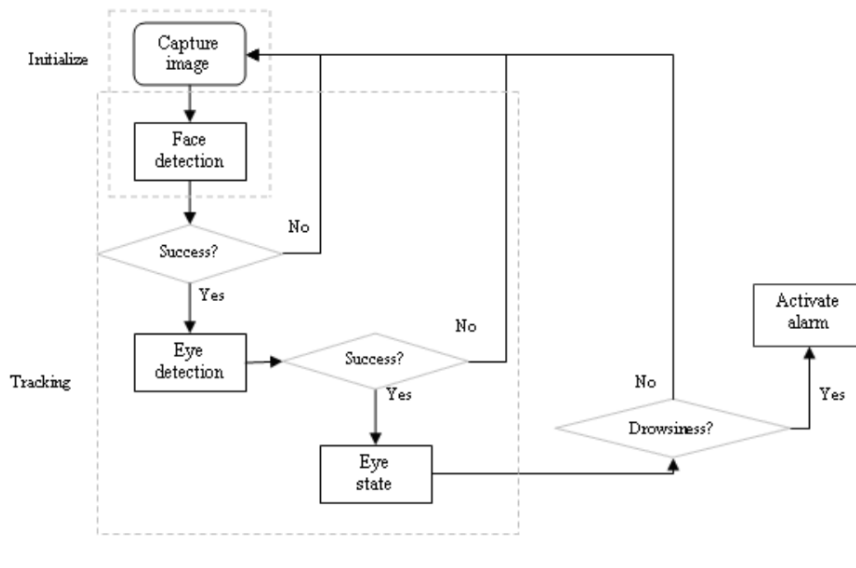 Initialize
Capture
image
Face
detection
No
Success?
Yes
Eye
detection
No
Success?
Yes
Tracking
Eye
state
No
Drowsiness?
Yes
Activate
alarm